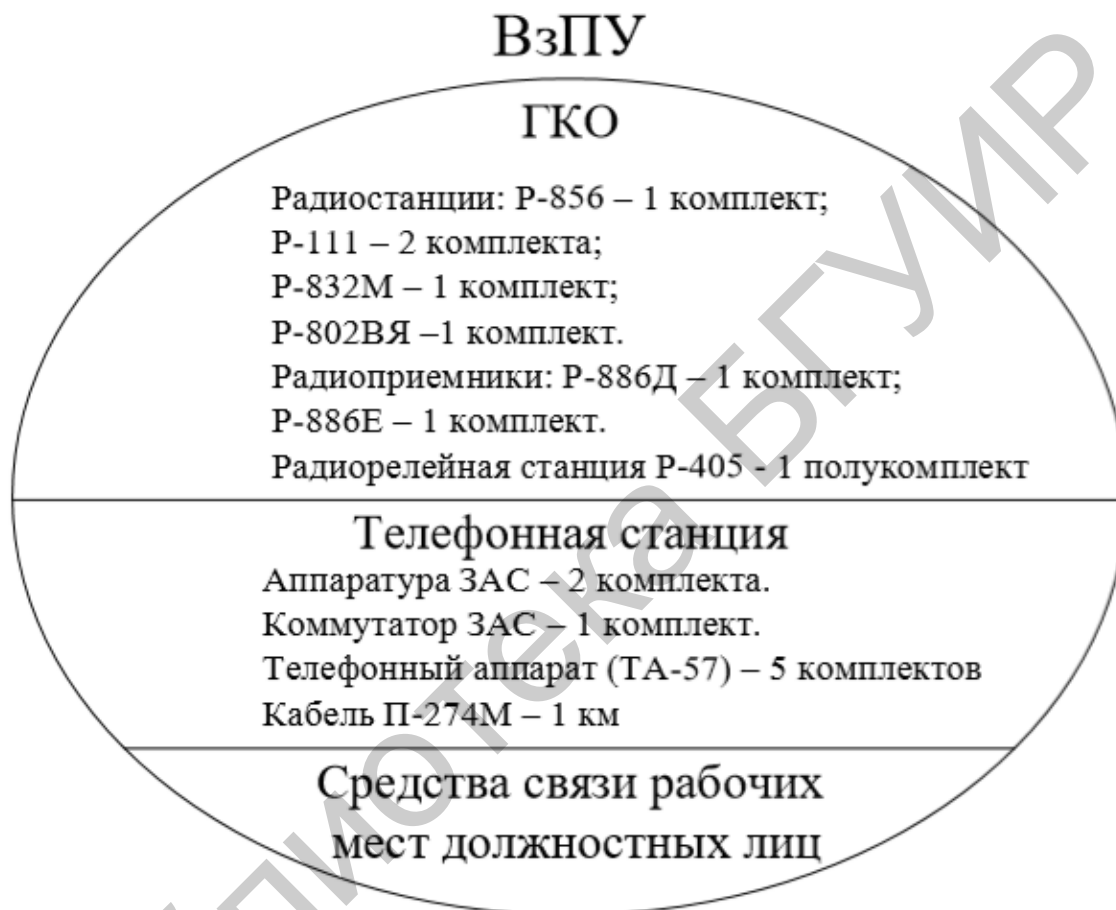 ВзПУ
ГКО
Радиостанции: Р-856 – 1 комплект;
Р-111 – 2 комплекта;
Р-832М – 1 комплект;
Р-802ВЯ –1 комплект.
Радиоприемники: Р-886Д – 1 комплект;
Р-886Е – 1 комплект.
Радиорелейная станция Р-405 - 1 полукомплект
Телефонная станция
Аппаратура ЗАС – 2 комплекта.
Коммутатор ЗАС – 1 комплект.
Телефонный аппарат (ТА-57) – 5 комплектов
Кабель П-274М – 1 км
Средства связи рабочих
мест должностных лиц
БГУИР